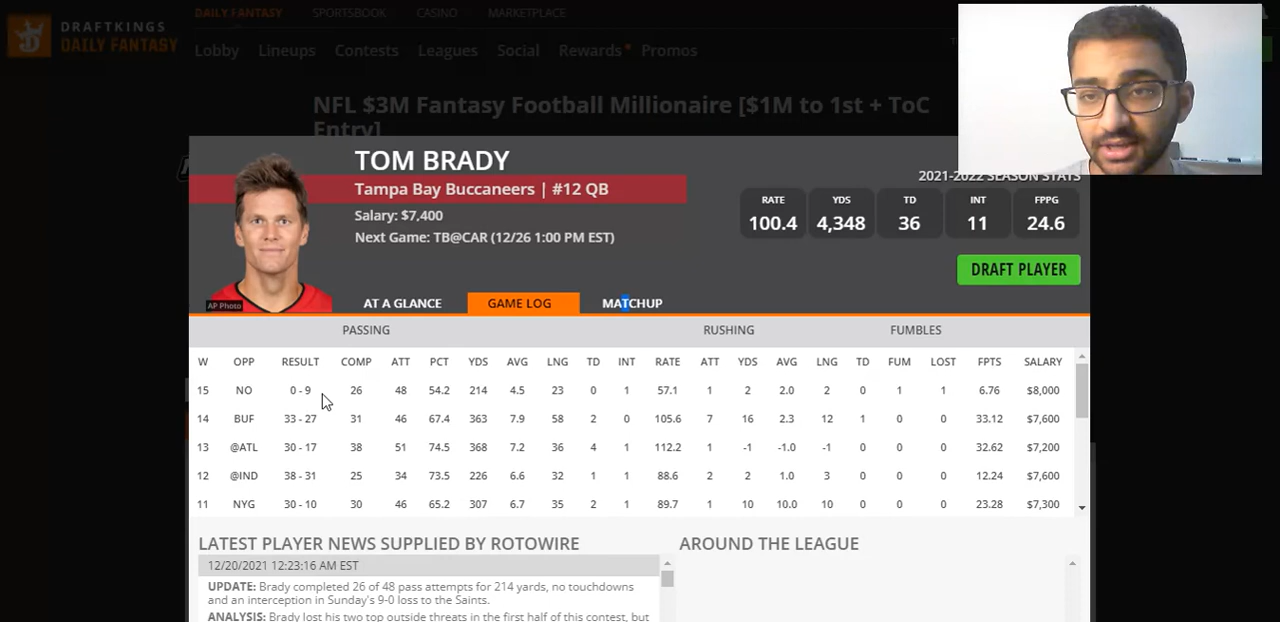 DRAFTKINGS
DAILY FANTASY
DAILY FANTASY SPORTSBOOK CASINO MARKETPLACE
Lobby Lineups Contests Leagues Social Rewards Promos
NFL $3M Fantasy Football Millionaire [$1M to 1st + ToC
Entry]
TOM BRADY
Tampa Bay Buccaneers | #12 QB
Salary: $7,400
Next Game: TB@CAR (12/26 1:00 PM EST)
AP Photo
2021-2022 SEASON STATS
RATE YDS TD INT FPPG
100.4 4,348 36 11 24.6
DRAFT PLAYER
AT A GLANCE GAME LOG MATCHUP
PASSING RUSHING FUMBLES
W OPP RESULT COMP ATT PCT YDS AVG LNG TD INT RATE ATT YDS AVG LNG TD FUM LOST FPTS SALARY
15 NO 0 - 9 26 48 54.2 214 4.5 23 0 1 57.1 1 2 2.0 2 0 1 1 6.76 $8,000
14 BUF 33 - 27 31 46 67.4 363 7.9 58 2 0 105.6 7 16 2.3 12 1 0 0 33.12 $7,600
13 @ATL 30 - 17 38 51 74.5 368 7.2 36 4 1 112.2 1 -1 -1.0 -1 0 0 0 32.62 $7,200
12 @IND 38 - 31 25 34 73.5 226 6.6 32 1 1 88.6 2 2 1.0 3 0 0 0 12.24 $7,600
11 NYG 30 - 10 30 46 65.2 307 6.7 35 2 1 89.7 1 10 10.0 10 0 0 0 23.28 $7,300
LATEST PLAYER NEWS SUPPLIED BY ROTOWIRE
12/20/2021 12:23:16 AM EST
UPDATE: Brady completed 26 of 48 pass attempts for 214 yards, no touchdowns
and an interception in Sunday's 9-0 loss to the Saints.
ANALYSIS: Brady lost his two top outside threats in the first half of this contest, but
AROUND THE LEAGUE